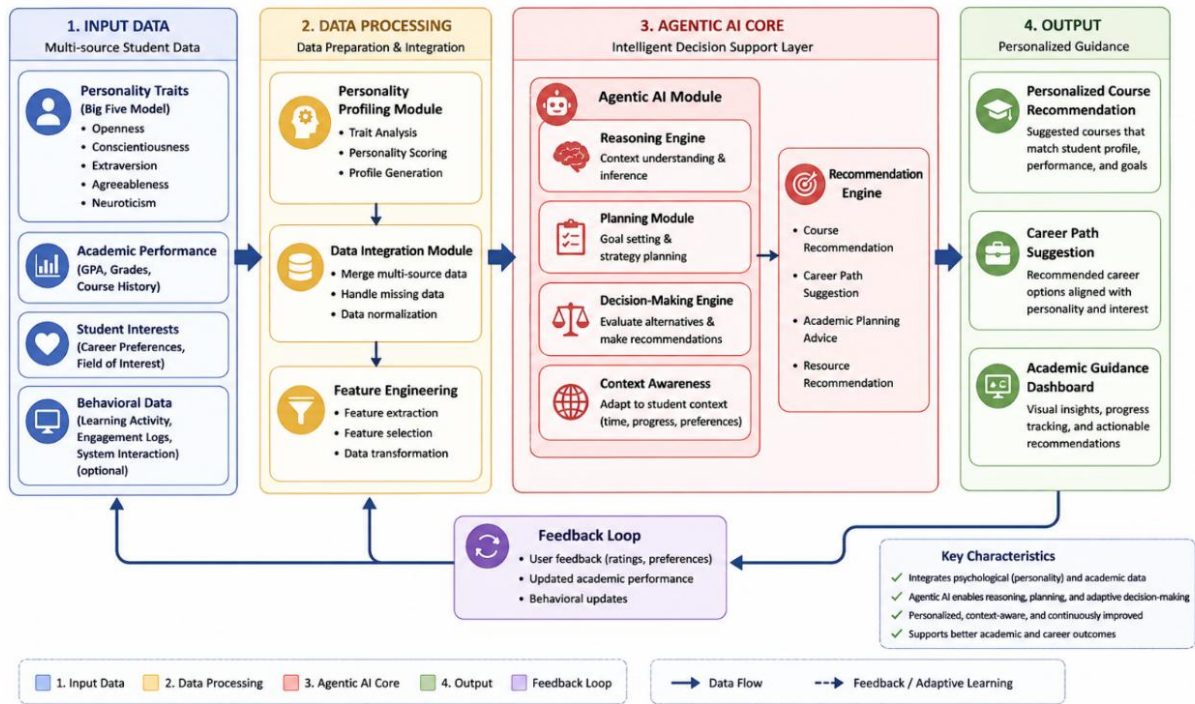 1. INPUT DATA
Multi-source Student Data
Personality Traits
(Big Five Model)
• Openness
• Conscientiousness
• Extraversion
• Agreeableness
• Neuroticism
Academic Performance
(GPA, Grades,
Course History)
Student Interests
(Career Preferences,
Field of Interest)
Behavioral Data
(Learning Activity,
Engagement Logs,
System Interaction)
(optional)
2. DATA PROCESSING
Data Preparation & Integration
Personality
Profiling Module
• Trait Analysis
• Personality Scoring
• Profile Generation
Data Integration Module
• Merge multi-source data
• Handle missing data
• Data normalization
Feature Engineering
• Feature extraction
• Feature selection
• Data transformation
3. AGENTIC AI CORE
Intelligent Decision Support Layer
Agentic AI Module
Reasoning Engine
Context understanding &
inference
Planning Module
Goal setting &
strategy planning
Decision-Making Engine
Evaluate alternatives &
make recommendations
Context Awareness
Adapt to student context
(time, progress, preferences)
Recommendation
Engine
• Course
Recommendation
• Career Path
Suggestion
• Academic Planning
Advice
• Resource
Recommendation
4. OUTPUT
Personalized Guidance
Personalized Course
Recommendation
Suggested courses that
match student profile,
performance, and goals
Career Path
Suggestion
Recommended career
options aligned with
personality and interest
Academic Guidance
Dashboard
Visual insights, progress
tracking, and actionable
recommendations
Feedback Loop
• User feedback (ratings, preferences)
• Updated academic performance
• Behavioral updates
Key Characteristics
✓ Integrates psychological (personality) and academic data
✓ Agentic AI enables reasoning, planning, and adaptive decision-making
✓ Personalized, context-aware, and continuously improved
✓ Supports better academic and career outcomes
1. Input Data
2. Data Processing
3. Agentic AI Core
4. Output
Feedback Loop
Data Flow
Feedback / Adaptive Learning